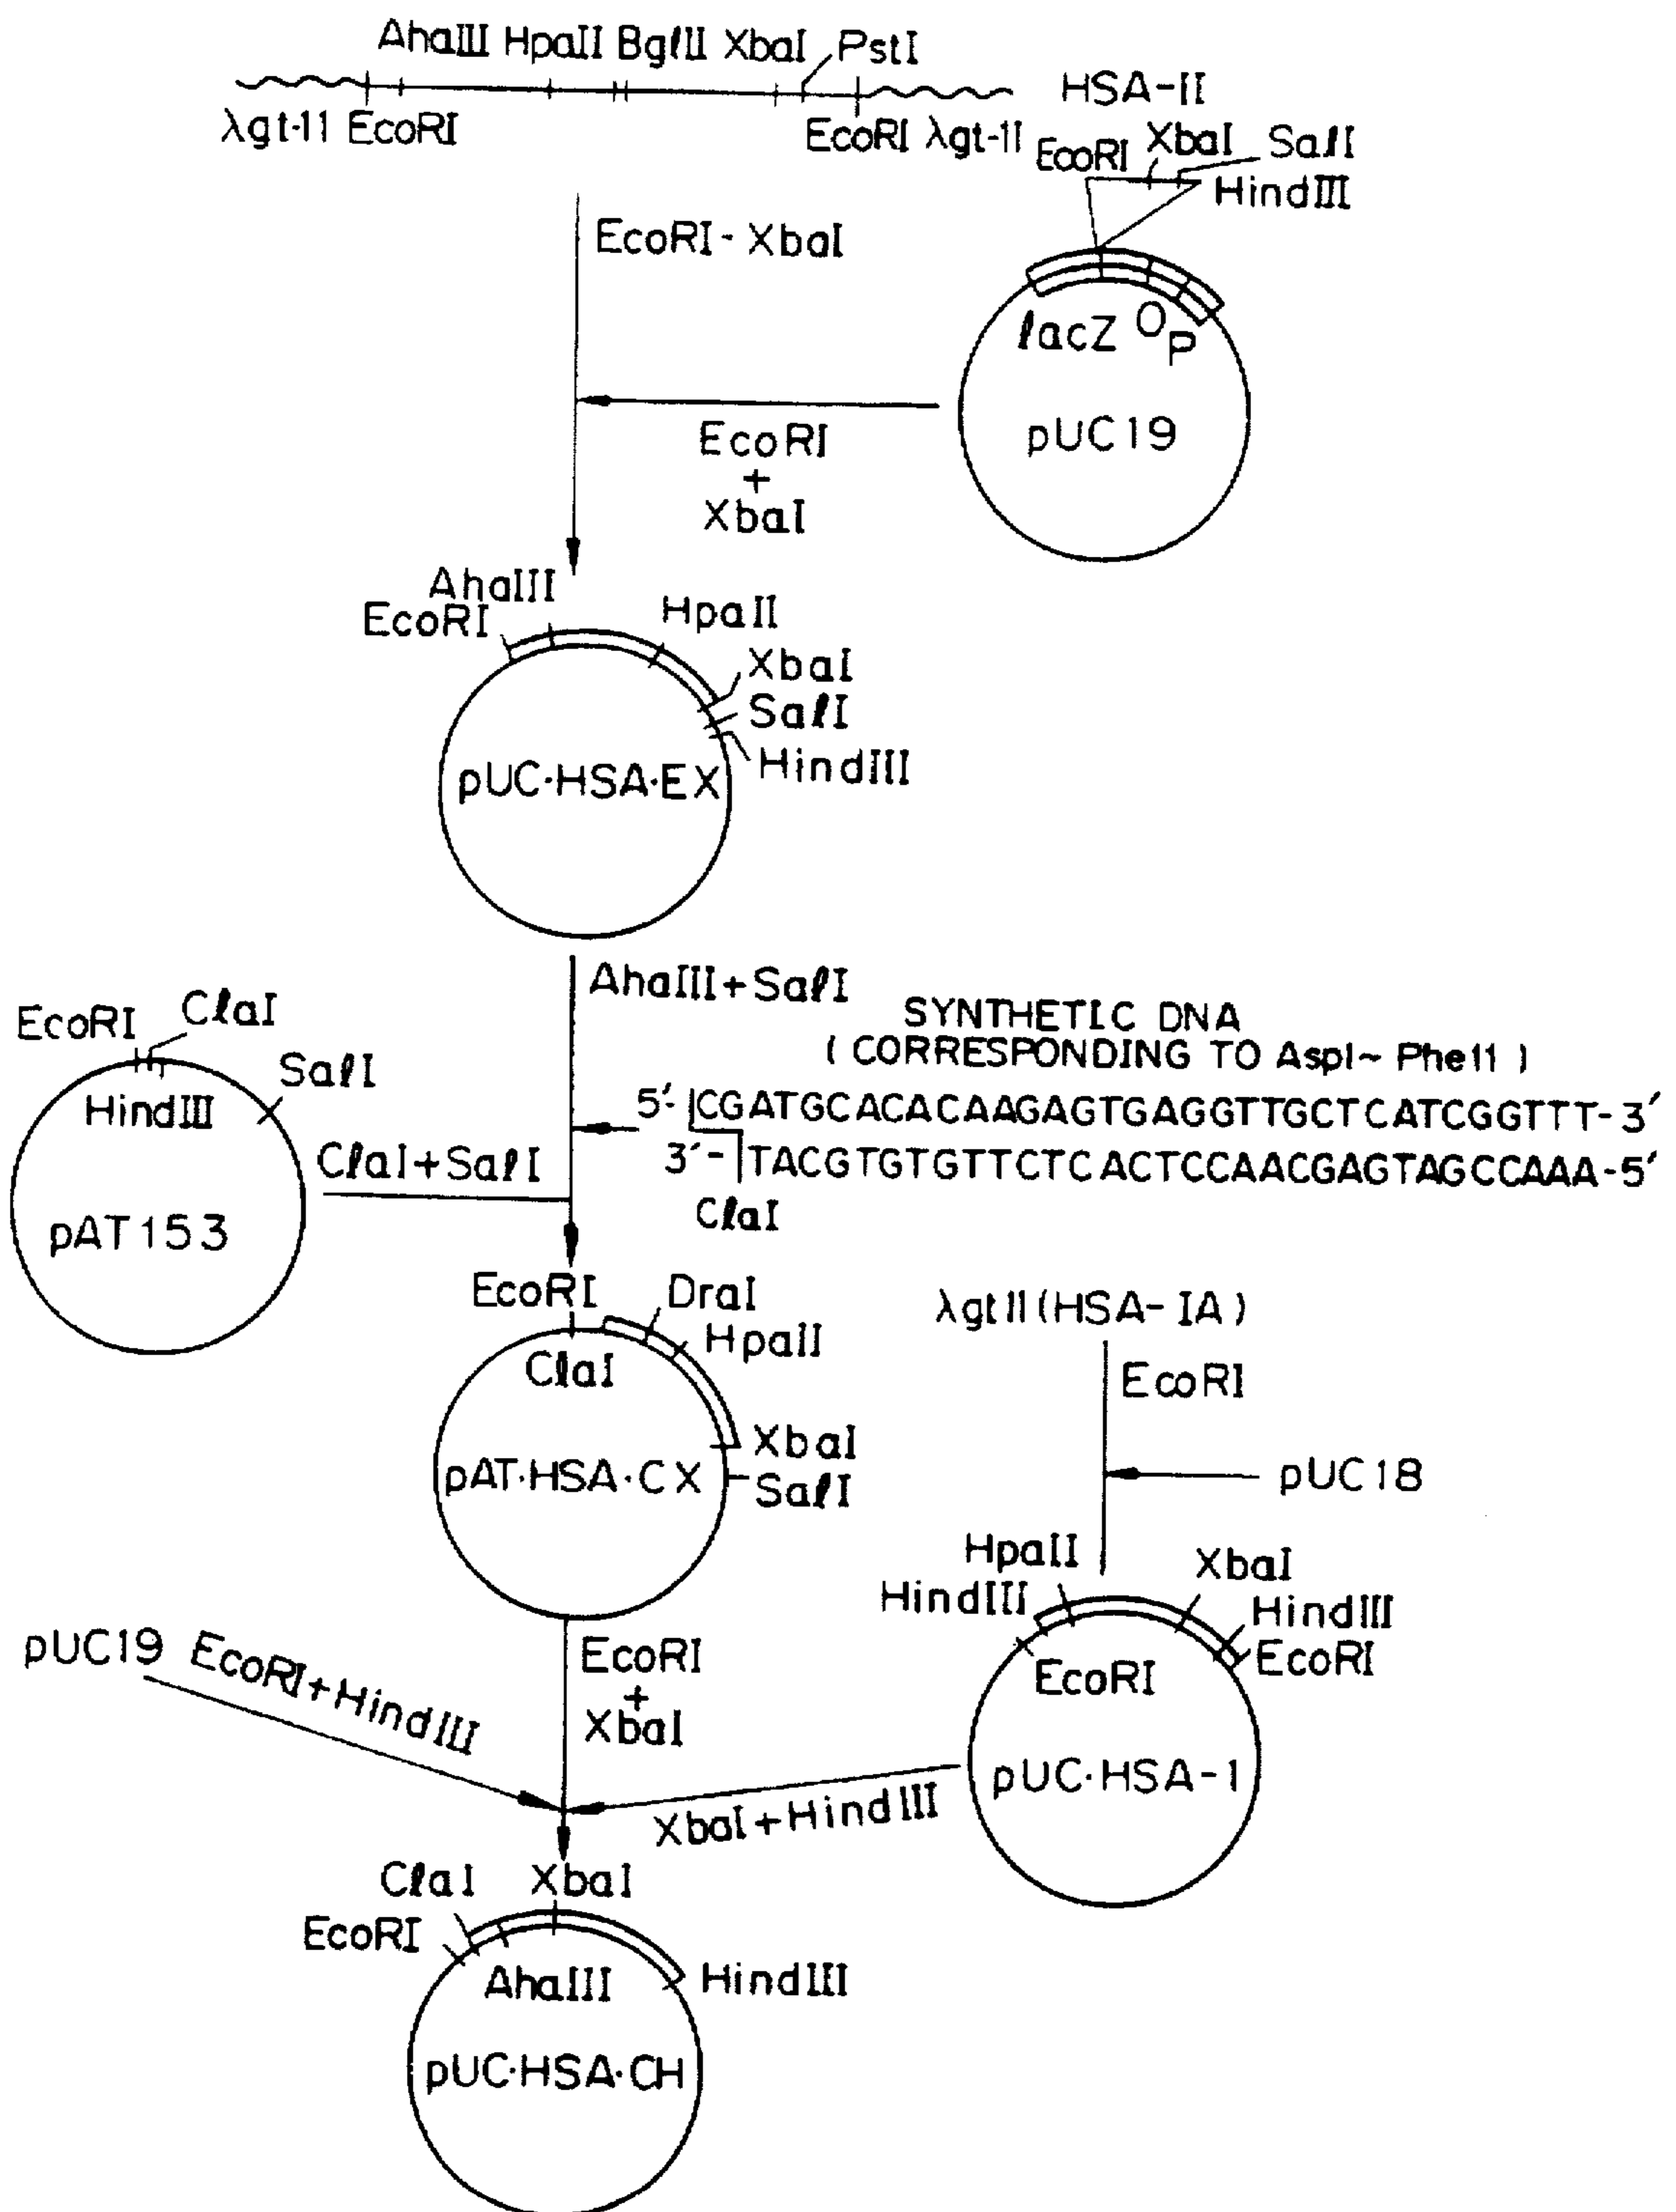 AhaIII HpaII BglII XbaI PstI
HSA-II
λgt-11 EcoRI
EcoRI λgt-11
EcoRI XbaI SalI
HindIII
EcoRI-XbaI
lacZ O P
pUC19
EcoRI
+
XbaI
AhaIII
EcoRI
HpaII
XbaI
SalI
HindIII
pUC·HSA·EX
AhaIII+SalI
EcoRI ClaI
SalI
HindIII
pAT153
ClaI+SalI
SYNTHETIC DNA
(CORRESPONDING TO Asp1~Phe11)
5'-CGATGCACACAAGAGTGAGGTTGCTCATCGGTTT-3'
3'-TACGTGTGTTCTCACTCCAACGAGTAGCCAAA-5'
ClaI
EcoRI DraI
HpaII
ClaI
XbaI
SalI
pAT·HSA·CX
λgt11(HSA-IA)
EcoRI
pUC18
HpaII
HindIII
XbaI
HindIII
EcoRI
EcoRI
pUC·HSA-1
pUC19 EcoRI+HindIII
EcoRI
+
XbaI
XbaI+HindIII
ClaI XbaI
EcoRI
AhaIII
HindIII
pUC·HSA·CH